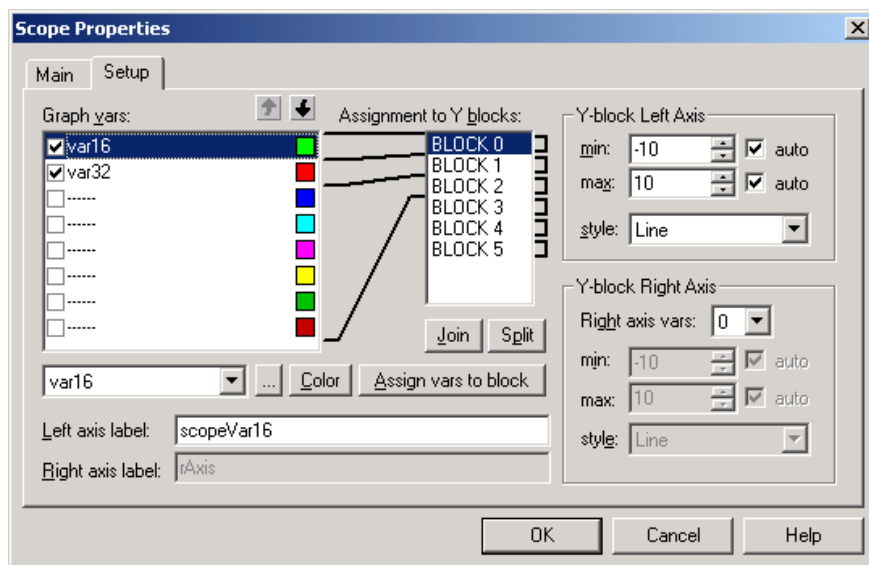 Scope Properties
Main
Setup
Graph vars:
var16
var32
------
------
------
------
------
------
Assignment to Y blocks:
BLOCK 0
BLOCK 1
BLOCK 2
BLOCK 3
BLOCK 4
BLOCK 5
Join
Split
var16
...
Color
Assign vars to block
Left axis label:
scopeVar16
Right axis label:
rAxis
Y-block Left Axis
min:
-10
auto
max:
10
auto
style:
Line
Y-block Right Axis
Right axis vars:
0
min:
-10
auto
max:
10
auto
style:
Line
OK
Cancel
Help